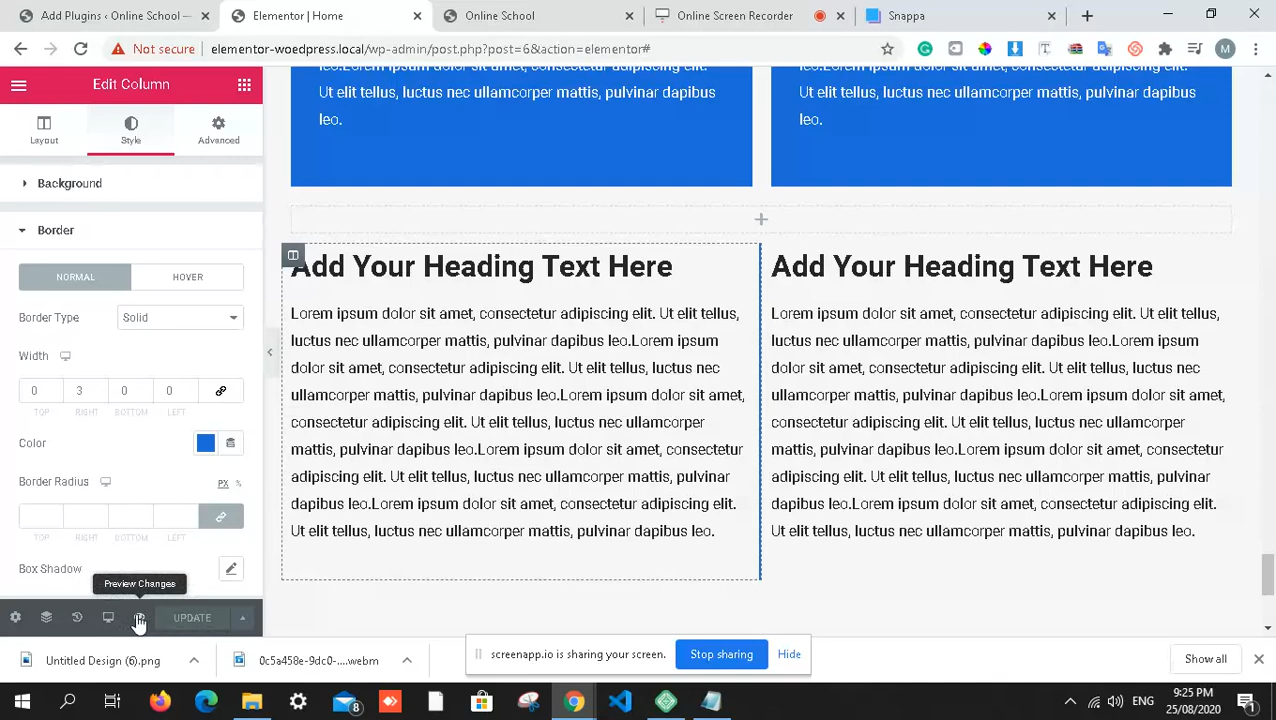 Add Plugins ‹ Online School —
Elementor | Home
Online School
Online Screen Recorder
Snappa
Not secure
elementor-woedpress.local/wp-admin/post.php?post=6&action=elementor#
M
Edit Column
Layout
Style
Advanced
Background
Border
NORMAL
HOVER
Border Type
Solid
Width
0 3 0 0
TOP RIGHT BOTTOM LEFT
Color
Border Radius
PX %
TOP RIGHT BOTTOM LEFT
Box Shadow
Preview Changes
UPDATE
leo.Lorem ipsum dolor sit amet, consectetur adipiscing elit.
Ut elit tellus, luctus nec ullamcorper mattis, pulvinar dapibus
leo.
leo.Lorem ipsum dolor sit amet, consectetur adipiscing elit.
Ut elit tellus, luctus nec ullamcorper mattis, pulvinar dapibus
leo.
Add Your Heading Text Here
Lorem ipsum dolor sit amet, consectetur adipiscing elit. Ut elit tellus,
luctus nec ullamcorper mattis, pulvinar dapibus leo.Lorem ipsum
dolor sit amet, consectetur adipiscing elit. Ut elit tellus, luctus nec
ullamcorper mattis, pulvinar dapibus leo.Lorem ipsum dolor sit amet,
consectetur adipiscing elit. Ut elit tellus, luctus nec ullamcorper
mattis, pulvinar dapibus leo.Lorem ipsum dolor sit amet, consectetur
adipiscing elit. Ut elit tellus, luctus nec ullamcorper mattis, pulvinar
dapibus leo.Lorem ipsum dolor sit amet, consectetur adipiscing elit.
Ut elit tellus, luctus nec ullamcorper mattis, pulvinar dapibus leo.
Add Your Heading Text Here
Lorem ipsum dolor sit amet, consectetur adipiscing elit. Ut elit tellus,
luctus nec ullamcorper mattis, pulvinar dapibus leo.Lorem ipsum
dolor sit amet, consectetur adipiscing elit. Ut elit tellus, luctus nec
ullamcorper mattis, pulvinar dapibus leo.Lorem ipsum dolor sit amet,
consectetur adipiscing elit. Ut elit tellus, luctus nec ullamcorper
mattis, pulvinar dapibus leo.Lorem ipsum dolor sit amet, consectetur
adipiscing elit. Ut elit tellus, luctus nec ullamcorper mattis, pulvinar
dapibus leo.Lorem ipsum dolor sit amet, consectetur adipiscing elit.
Ut elit tellus, luctus nec ullamcorper mattis, pulvinar dapibus leo.
Untitled Design (6).png
0c5a458e-9dc0-....webm
screenapp.io is sharing your screen.
Stop sharing
Hide
Show all
8
ENG
9:25 PM
25/08/2020
1